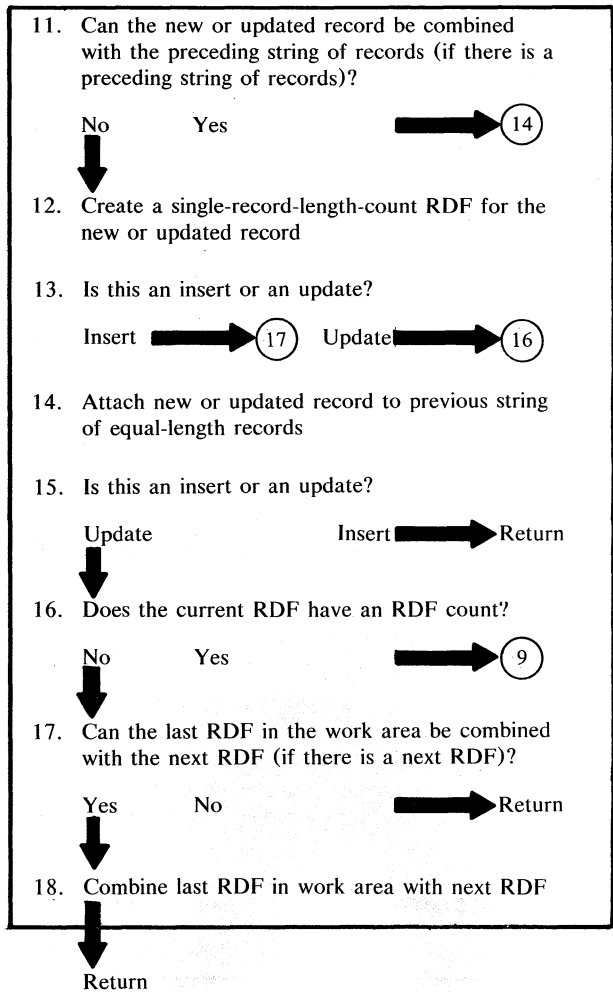 11. Can the new or updated record be combined
with the preceding string of records (if there is a
preceding string of records)?
No Yes 14
12. Create a single-record-length-count RDF for the
new or updated record
13. Is this an insert or an update?
Insert 17 Update 16
14. Attach new or updated record to previous string
of equal-length records
15. Is this an insert or an update?
Update Insert Return
16. Does the current RDF have an RDF count?
No Yes 9
17. Can the last RDF in the work area be combined
with the next RDF (if there is a next RDF)?
Yes No Return
18. Combine last RDF in work area with next RDF
Return